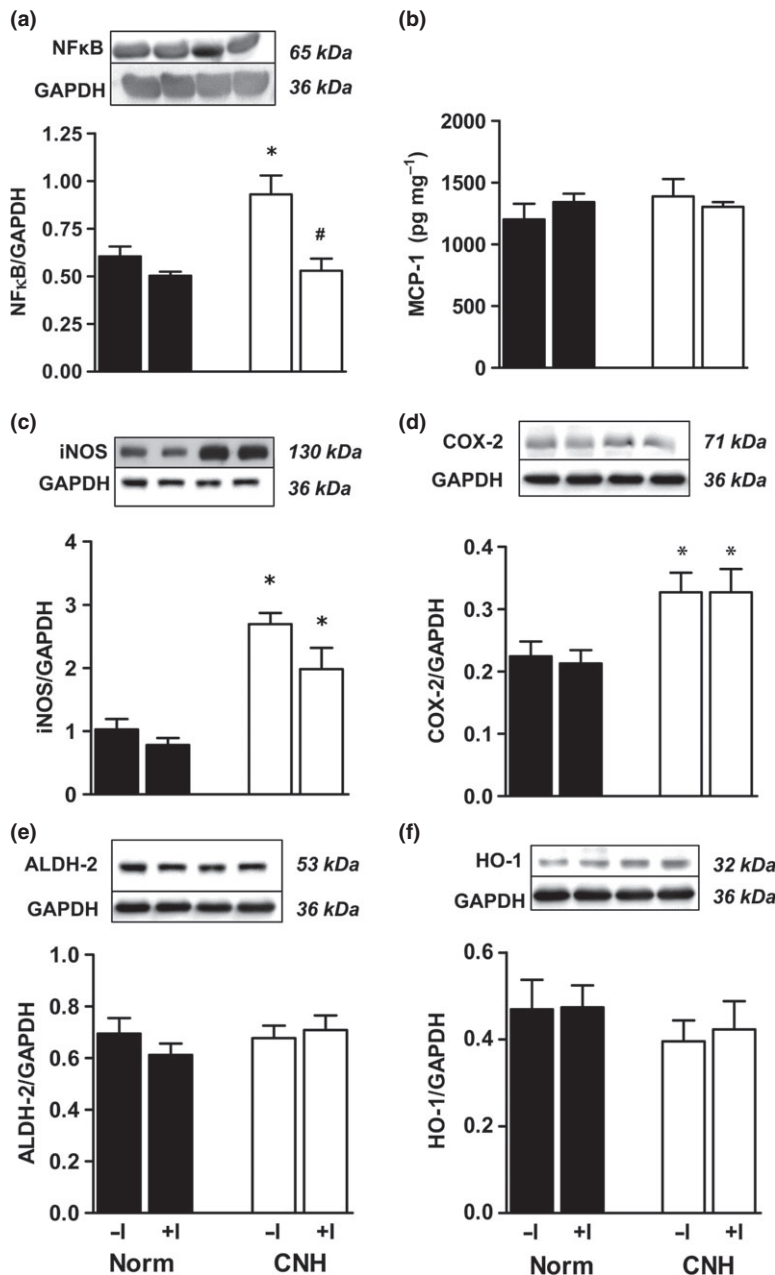 (a)
NFκB 65 kDa
GAPDH 36 kDa
NFκB/GAPDH
1.25
1.00
0.75
0.50
0.25
0.00
*
#
(b)
MCP-1 (pg mg⁻¹)
2000
1500
1000
500
0
(c)
iNOS 130 kDa
GAPDH 36 kDa
iNOS/GAPDH
4
3
2
1
0
*
*
(d)
COX-2 71 kDa
GAPDH 36 kDa
COX-2/GAPDH
0.4
0.3
0.2
0.1
0.0
*
*
(e)
ALDH-2 53 kDa
GAPDH 36 kDa
ALDH-2/GAPDH
1.0
0.8
0.6
0.4
0.2
0.0
–I +I –I +I
Norm CNH
(f)
HO-1 32 kDa
GAPDH 36 kDa
HO-1/GAPDH
0.6
0.4
0.2
0.0
–I +I –I +I
Norm CNH